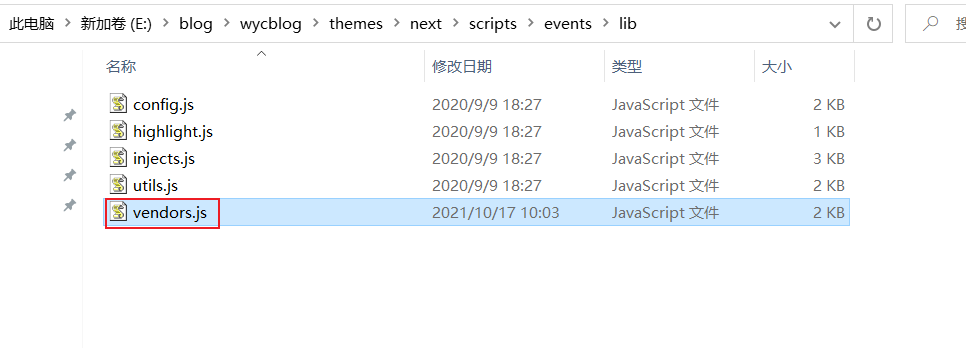 此电脑 > 新加卷 (E:) > blog > wycblog > themes > next > scripts > events > lib
名称 修改日期 类型 大小
config.js 2020/9/9 18:27 JavaScript 文件 2 KB
highlight.js 2020/9/9 18:27 JavaScript 文件 1 KB
injects.js 2020/9/9 18:27 JavaScript 文件 3 KB
utils.js 2020/9/9 18:27 JavaScript 文件 2 KB
vendors.js 2021/10/17 10:03 JavaScript 文件 2 KB